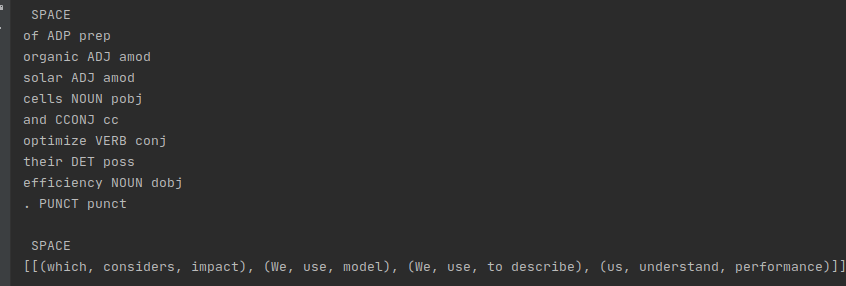 SPACE
of ADP prep
organic ADJ amod
solar ADJ amod
cells NOUN pobj
and CCONJ cc
optimize VERB conj
their DET poss
efficiency NOUN dobj
. PUNCT punct
SPACE
[[(which, considers, impact), (We, use, model), (We, use, to describe), (us, understand, performance)]]